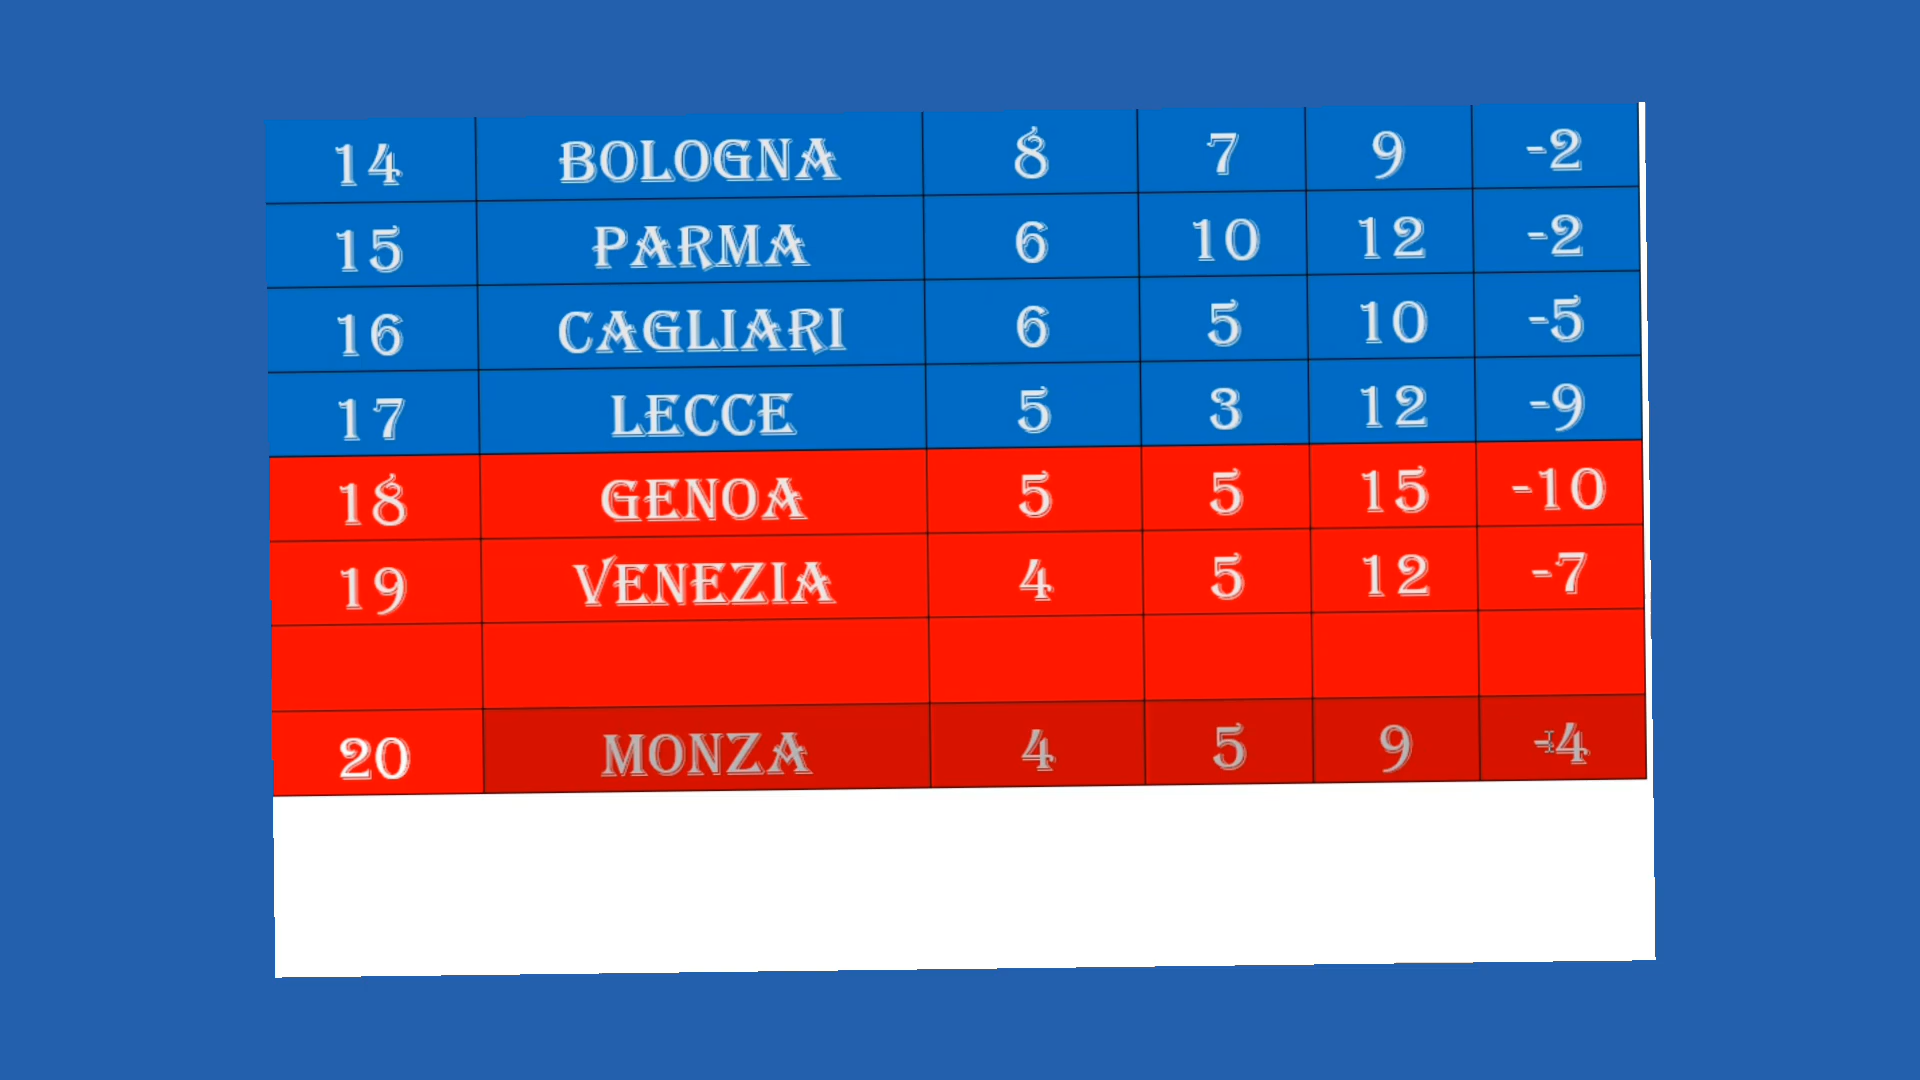 14 BOLOGNA 8 7 9 -2
15 PARMA 6 10 12 -2
16 CAGLIARI 6 5 10 -5
17 LECCE 5 3 12 -9
18 GENOA 5 5 15 -10
19 VENEZIA 4 5 12 -7
20 MONZA 4 5 9 -4